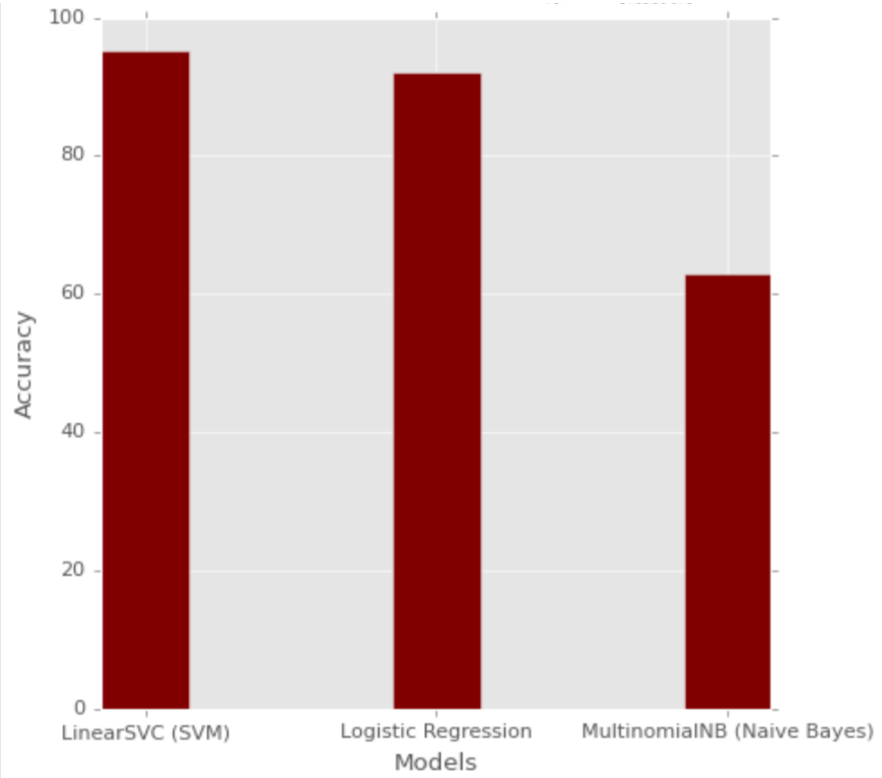 100
80
60
40
20
0
Accuracy
LinearSVC (SVM) Logistic Regression MultinomialNB (Naive Bayes)
Models